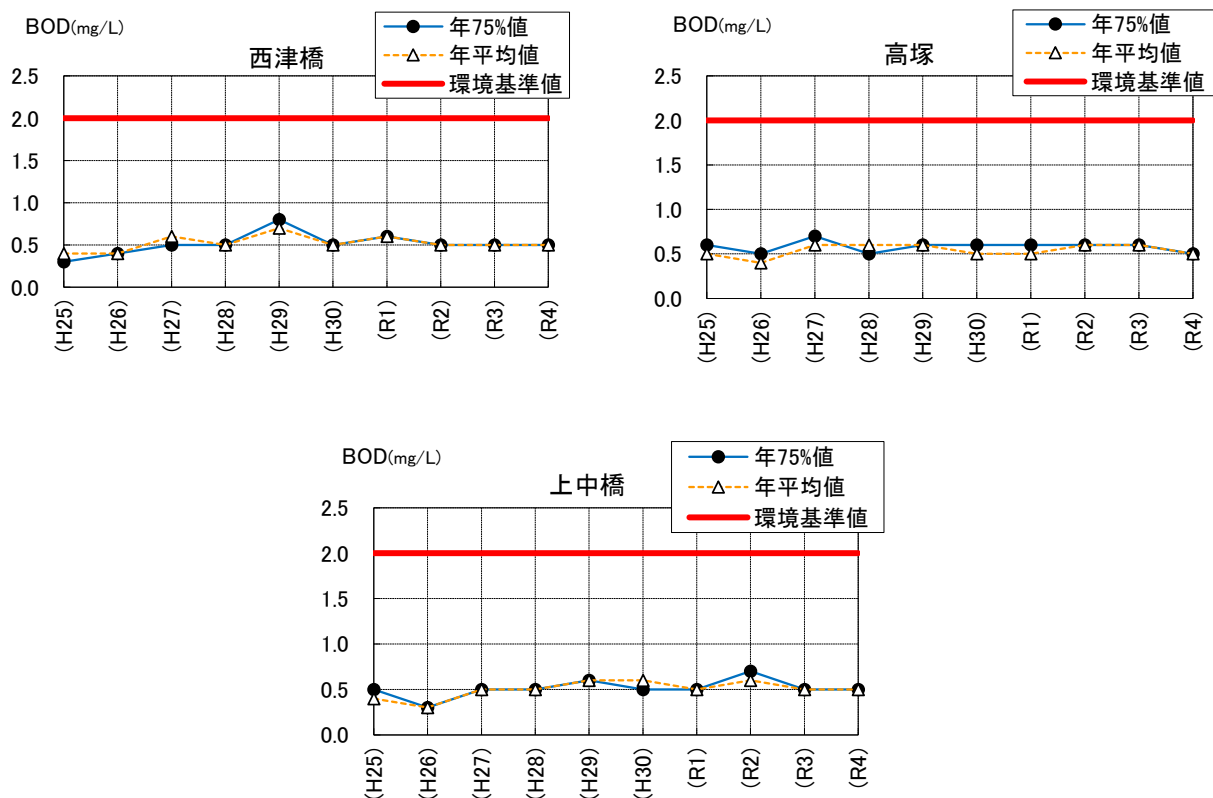 BOD(mg/L)
西津橋
年75%値
年平均値
環境基準値
2.5
2.0
1.5
1.0
0.5
0.0
(H25)
(H26)
(H27)
(H28)
(H29)
(H30)
(R1)
(R2)
(R3)
(R4)
BOD(mg/L)
高塚
年75%値
年平均値
環境基準値
2.5
2.0
1.5
1.0
0.5
0.0
(H25)
(H26)
(H27)
(H28)
(H29)
(H30)
(R1)
(R2)
(R3)
(R4)
BOD(mg/L)
上中橋
年75%値
年平均値
環境基準値
2.5
2.0
1.5
1.0
0.5
0.0
(H25)
(H26)
(H27)
(H28)
(H29)
(H30)
(R1)
(R2)
(R3)
(R4)